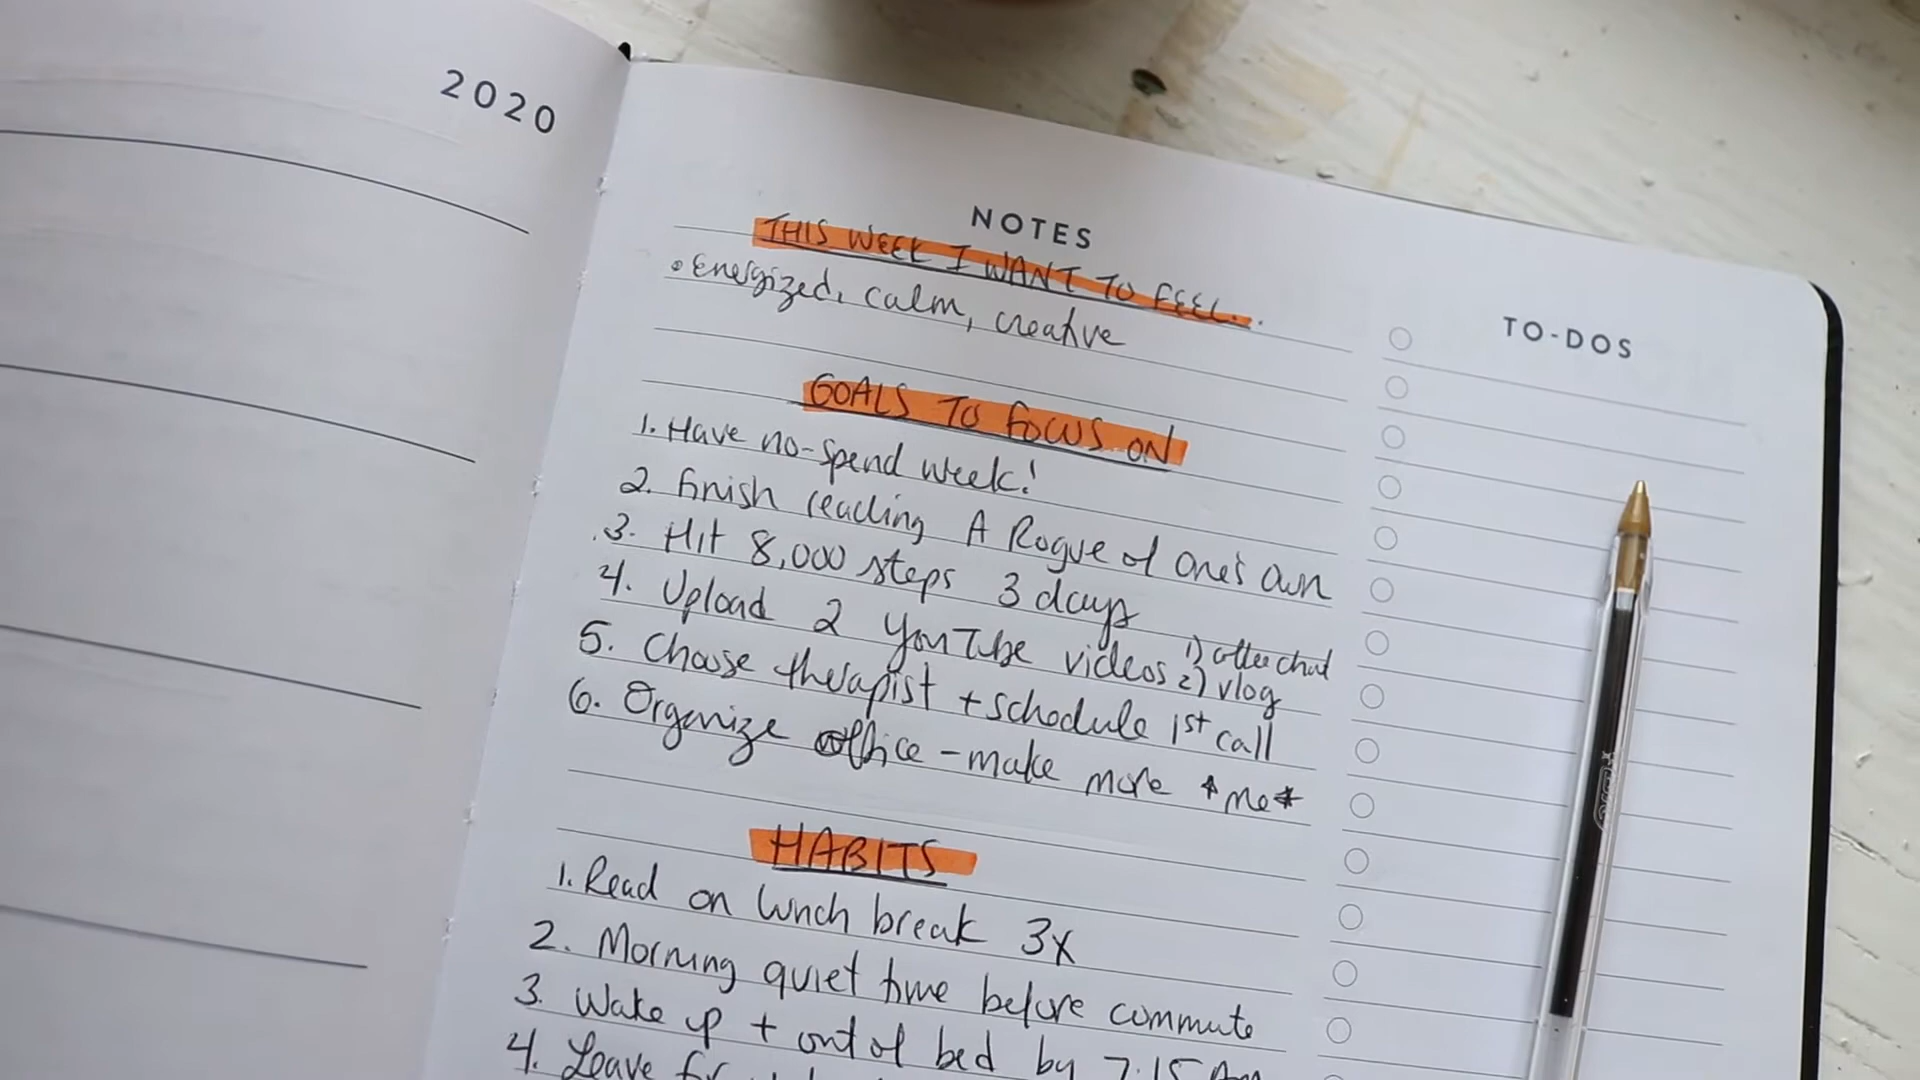 2020
NOTES
THIS WEEK I WANT TO FEEL..
• Energized, calm, creative
GOALS TO FOCUS ON
1. Have no-spend week!
2. finish reading A Rogue of One's Own
3. Hit 8,000 steps 3 days
4. Upload 2 YouTube videos 1) coffee chat
2) vlog
5. Choose therapist + schedule 1st call
6. Organize office - make more *me*
HABITS
1. Read on lunch break 3x
2. Morning quiet time before commute
3. Wake up + out of bed by 7:15 Am
4. Leave for
TO-DOS